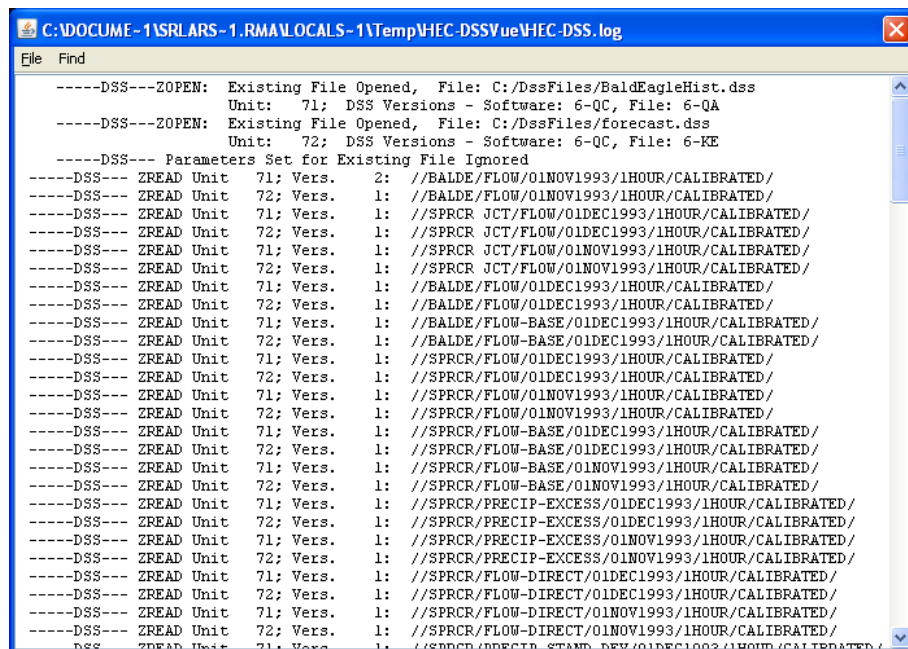 C:\DOCUME~1\SRLARS~1.RMA\LOCALS~1\Temp\HEC-DSSVue\HEC-DSS.log
File Find
-----DSS---ZOPEN: Existing File Opened, File: C:/DssFiles/BaldEagleHist.dss
Unit: 71; DSS Versions - Software: 6-QC, File: 6-QA
-----DSS---ZOPEN: Existing File Opened, File: C:/DssFiles/forecast.dss
Unit: 72; DSS Versions - Software: 6-QC, File: 6-KE
-----DSS--- Parameters Set for Existing File Ignored
-----DSS--- ZREAD Unit 71; Vers. 2: //BALDE/FLOW/01NOV1993/1HOUR/CALIBRATED/
-----DSS--- ZREAD Unit 72; Vers. 1: //BALDE/FLOW/01NOV1993/1HOUR/CALIBRATED/
-----DSS--- ZREAD Unit 71; Vers. 1: //SPRCR JCT/FLOW/01DEC1993/1HOUR/CALIBRATED/
-----DSS--- ZREAD Unit 72; Vers. 1: //SPRCR JCT/FLOW/01DEC1993/1HOUR/CALIBRATED/
-----DSS--- ZREAD Unit 71; Vers. 1: //SPRCR JCT/FLOW/01NOV1993/1HOUR/CALIBRATED/
-----DSS--- ZREAD Unit 72; Vers. 1: //SPRCR JCT/FLOW/01NOV1993/1HOUR/CALIBRATED/
-----DSS--- ZREAD Unit 71; Vers. 1: //BALDE/FLOW/01DEC1993/1HOUR/CALIBRATED/
-----DSS--- ZREAD Unit 72; Vers. 1: //BALDE/FLOW/01DEC1993/1HOUR/CALIBRATED/
-----DSS--- ZREAD Unit 71; Vers. 1: //BALDE/FLOW-BASE/01DEC1993/1HOUR/CALIBRATED/
-----DSS--- ZREAD Unit 72; Vers. 1: //BALDE/FLOW-BASE/01DEC1993/1HOUR/CALIBRATED/
-----DSS--- ZREAD Unit 71; Vers. 1: //SPRCR/FLOW/01DEC1993/1HOUR/CALIBRATED/
-----DSS--- ZREAD Unit 72; Vers. 1: //SPRCR/FLOW/01DEC1993/1HOUR/CALIBRATED/
-----DSS--- ZREAD Unit 71; Vers. 1: //SPRCR/FLOW/01NOV1993/1HOUR/CALIBRATED/
-----DSS--- ZREAD Unit 72; Vers. 1: //SPRCR/FLOW/01NOV1993/1HOUR/CALIBRATED/
-----DSS--- ZREAD Unit 71; Vers. 1: //SPRCR/FLOW-BASE/01DEC1993/1HOUR/CALIBRATED/
-----DSS--- ZREAD Unit 72; Vers. 1: //SPRCR/FLOW-BASE/01DEC1993/1HOUR/CALIBRATED/
-----DSS--- ZREAD Unit 71; Vers. 1: //SPRCR/FLOW-BASE/01NOV1993/1HOUR/CALIBRATED/
-----DSS--- ZREAD Unit 72; Vers. 1: //SPRCR/FLOW-BASE/01NOV1993/1HOUR/CALIBRATED/
-----DSS--- ZREAD Unit 71; Vers. 1: //SPRCR/PRECIP-EXCESS/01DEC1993/1HOUR/CALIBRATED/
-----DSS--- ZREAD Unit 72; Vers. 1: //SPRCR/PRECIP-EXCESS/01DEC1993/1HOUR/CALIBRATED/
-----DSS--- ZREAD Unit 71; Vers. 1: //SPRCR/PRECIP-EXCESS/01NOV1993/1HOUR/CALIBRATED/
-----DSS--- ZREAD Unit 72; Vers. 1: //SPRCR/PRECIP-EXCESS/01NOV1993/1HOUR/CALIBRATED/
-----DSS--- ZREAD Unit 71; Vers. 1: //SPRCR/FLOW-DIRECT/01DEC1993/1HOUR/CALIBRATED/
-----DSS--- ZREAD Unit 72; Vers. 1: //SPRCR/FLOW-DIRECT/01DEC1993/1HOUR/CALIBRATED/
-----DSS--- ZREAD Unit 71; Vers. 1: //SPRCR/FLOW-DIRECT/01NOV1993/1HOUR/CALIBRATED/
-----DSS--- ZREAD Unit 72; Vers. 1: //SPRCR/FLOW-DIRECT/01NOV1993/1HOUR/CALIBRATED/
-----DSS--- ZREAD Unit 71; Vers. 1: //SPRCR/PRECIP-STAND DEV/01DEC1993/1HOUR/CALIBRATED/